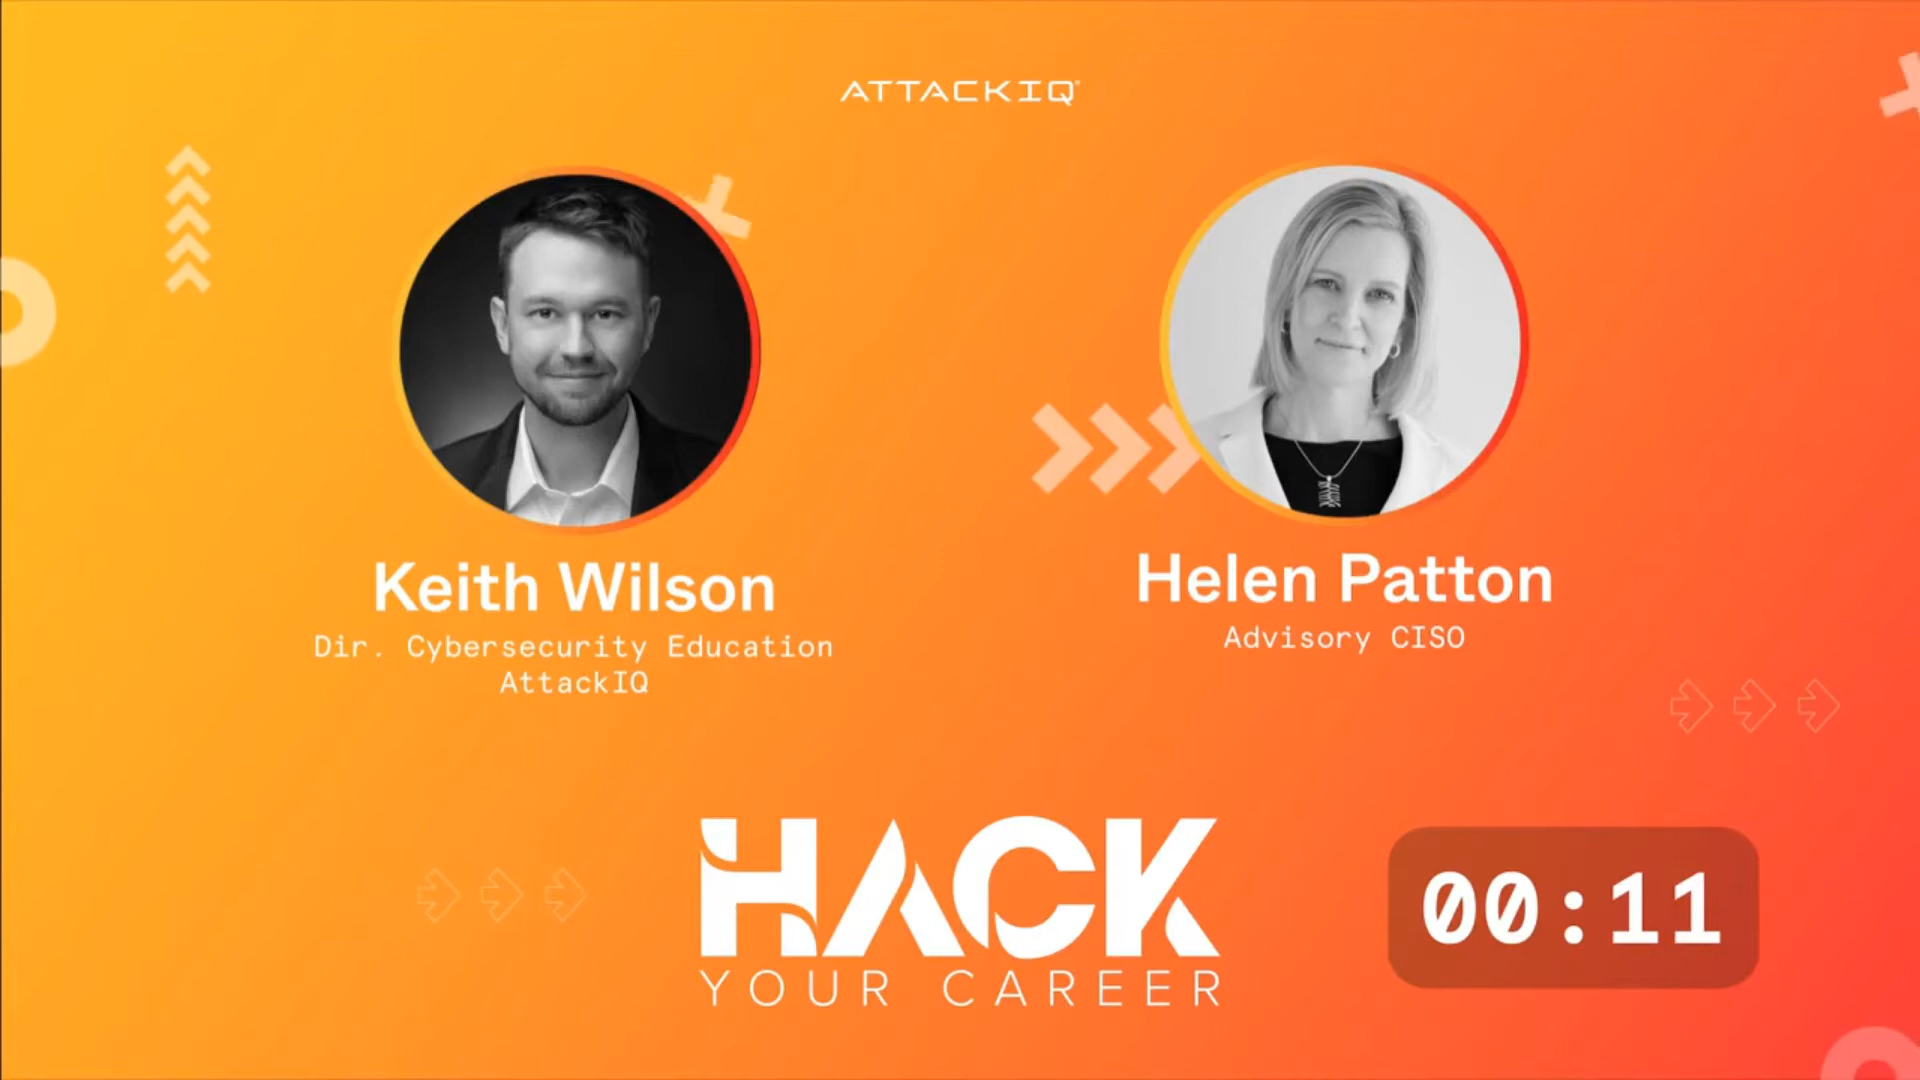 ATTACKIQ
Keith Wilson
Dir. Cybersecurity Education
AttackIQ
Helen Patton
Advisory CISO
HACK
YOUR CAREER
00:11